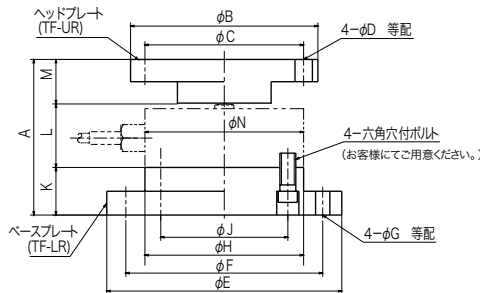 ヘッドプレート
(TF-UR)
φB
φC
4-φD 等配
M
A
L
φN
4-六角穴付ボルト
(お客様にてご用意ください。)
K
ベースプレート
(TF-LR)
φJ
φH
φF
φE
4-φG 等配